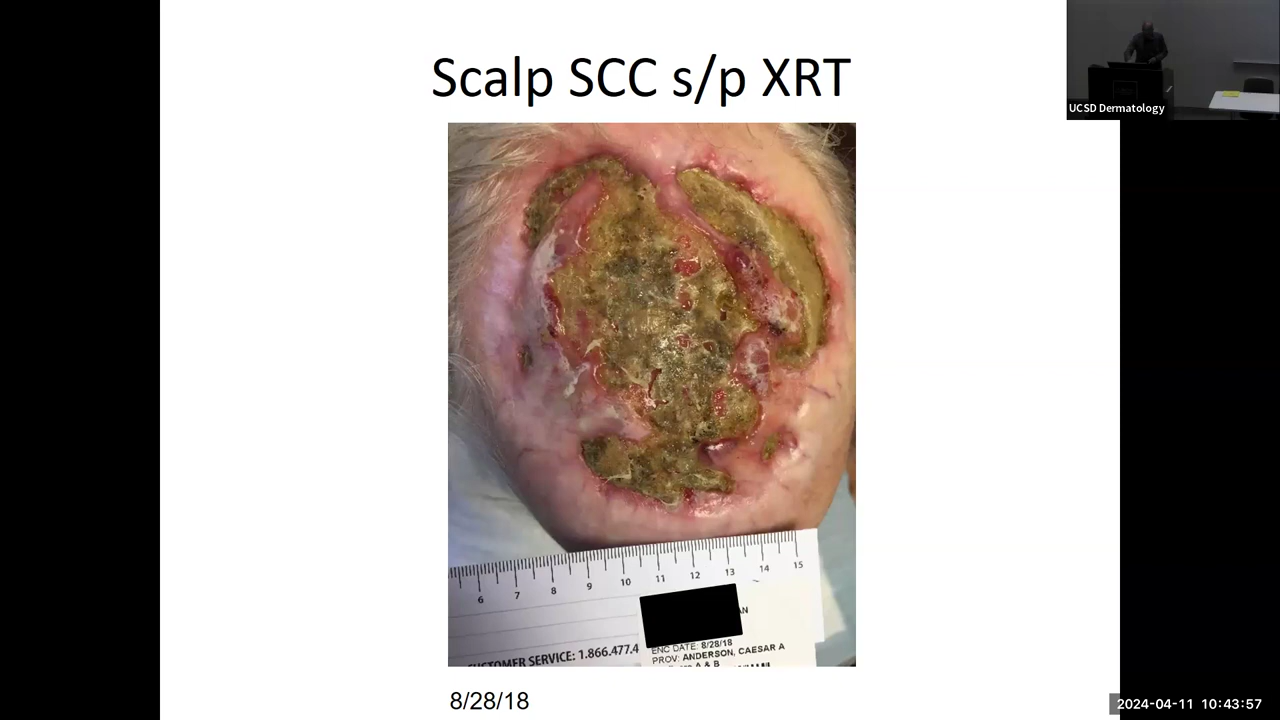 Scalp SCC s/p XRT
UCSD Dermatology
6 7 8 9 10 11 12 13 14 15
AN
ENC DATE: 8/28/18
CUSTOMER SERVICE: 1.866.477.4
PROV: ANDERSON, CAESAR A
A & B
8/28/18
2024-04-11 10:43:57